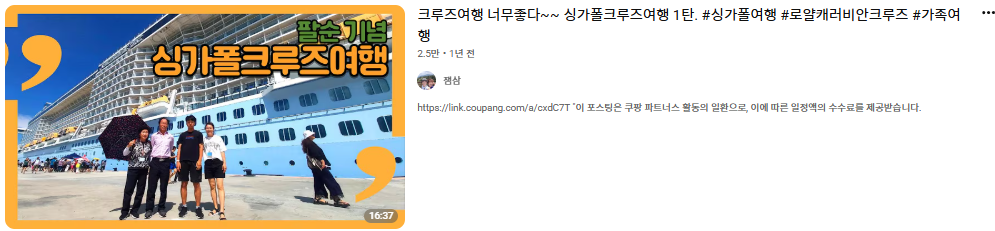 팔순 기념
싱가폴크루즈여행
16:37
크루즈여행 너무좋다~~ 싱가폴크루즈여행 1탄. #싱가폴여행 #로얄캐러비안크루즈 #가족여
행
2.5만 • 1년 전
잼삼
https://link.coupang.com/a/cxdC7T "이 포스팅은 쿠팡 파트너스 활동의 일환으로, 이에 따른 일정액의 수수료를 제공받습니다.